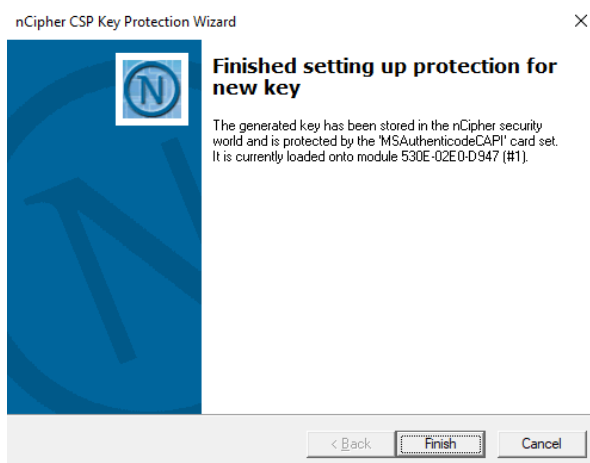 nCipher CSP Key Protection Wizard
N
Finished setting up protection for
new key
The generated key has been stored in the nCipher security
world and is protected by the 'MSAuthenticodeCAPI' card set.
It is currently loaded onto module 530E-02E0-D947 (#1).
< Back
Finish
Cancel